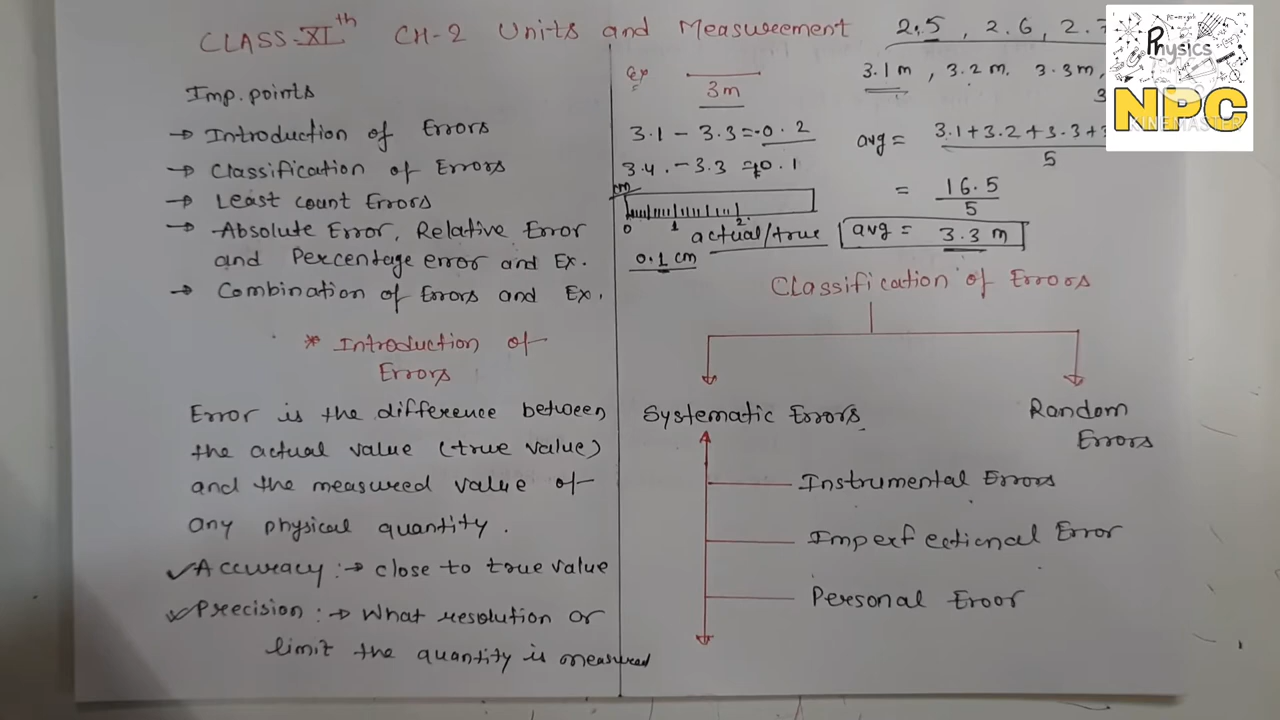 CLASS-XIth CH-2 Units and Measurement
2.5 , 2.6 , 2.7
Imp. points
→ Introduction of Errors
→ Classification of Errors
→ Least count Errors
→ Absolute Error, Relative Error
and Percentage error and Ex.
→ Combination of Errors and Ex.
* Introduction of
Errors
Error is the difference between
the actual value (true value)
and the measured value of
any physical quantity.
✓Accuracy :→ close to true value
✓Precision :→ What resolution or
limit the quantity is measured
Ex
3m
3.1 m , 3.2 m. 3.3m,
3
3.1 - 3.3 = -0.2
3.4. - 3.3 = +0.1
avg = 3.1+3.2+3.3+3
5
= 16.5
5
avg = 3.3 m
cm
0 1 2
actual/true
0.1 cm
Classification of Errors
Systematic Errors
Random
Errors
Instrumental Errors
Imperfectional Error
Personal Error
Physics
NPC
KINEMASTER